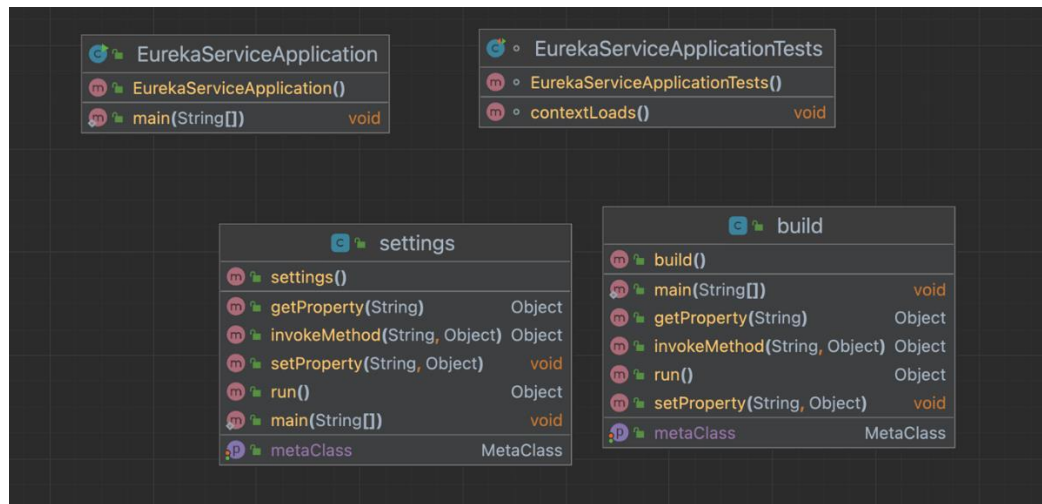 EurekaServiceApplication
EurekaServiceApplication()
main(String[]) void
EurekaServiceApplicationTests
EurekaServiceApplicationTests()
contextLoads() void
settings
settings()
getProperty(String) Object
invokeMethod(String, Object) Object
setProperty(String, Object) void
run() Object
main(String[]) void
metaClass MetaClass
build
build()
main(String[]) void
getProperty(String) Object
invokeMethod(String, Object) Object
run() Object
setProperty(String, Object) void
metaClass MetaClass